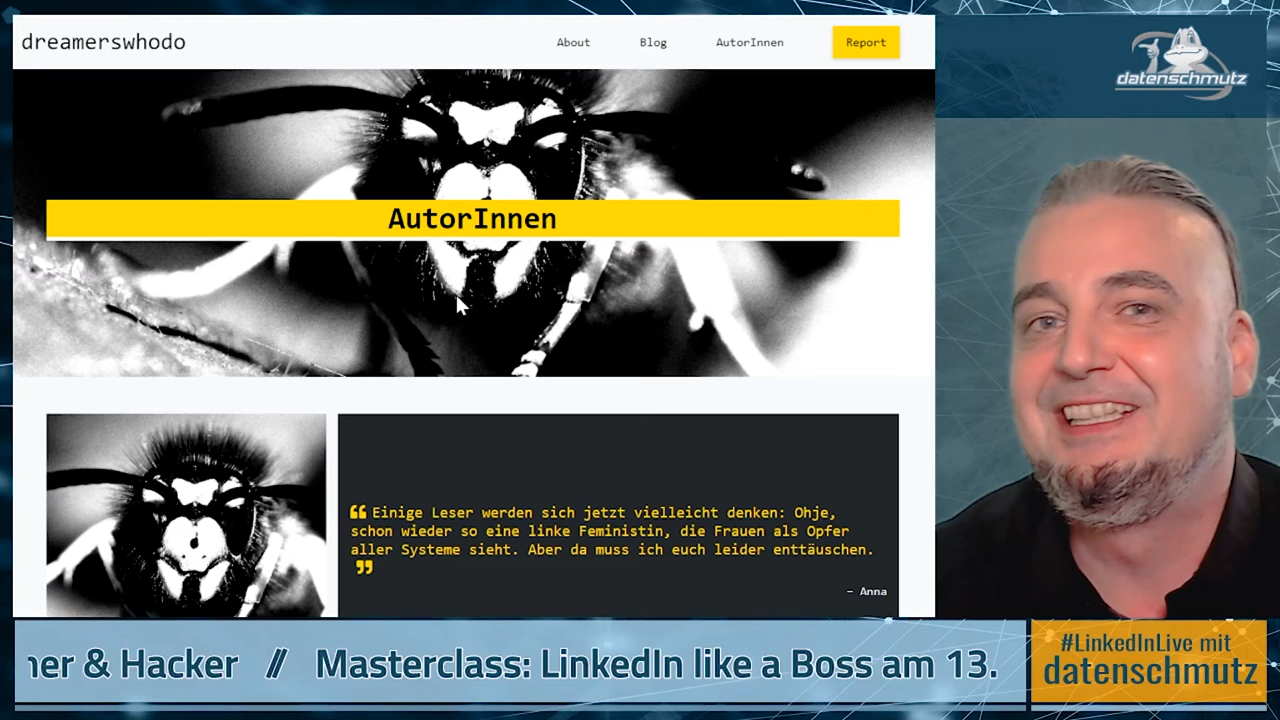 dreamerswhodo
About Blog AutorInnen Report
datenschmutz
AutorInnen
❝ Einige Leser werden sich jetzt vielleicht denken: Ohje,
schon wieder so eine linke Feministin, die Frauen als Opfer
aller Systeme sieht. Aber da muss ich euch leider enttäuschen.
❞
– Anna
& Hacker // Masterclass: LinkedIn like a Boss am 13.
#LinkedInLive mit
datenschmutz